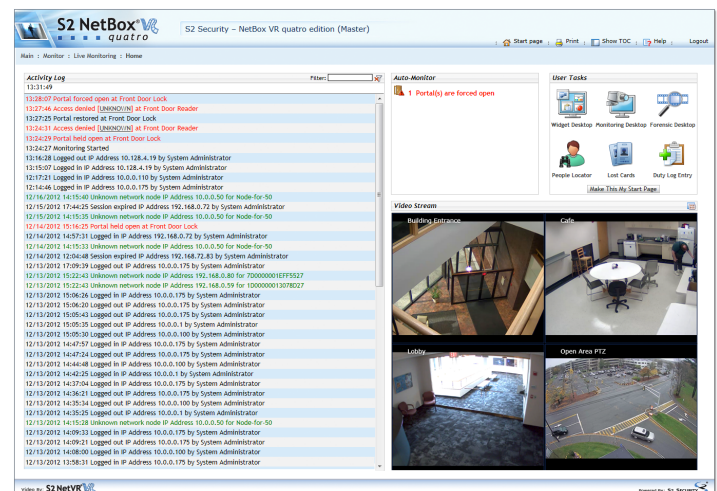 S2 NetBox® VR
quatro
S2 Security – NetBox VR quatro edition (Master)
Start page
Print
Show TOC
Help
Logout
Main : Monitor : Live Monitoring : Home
Activity Log
Filter:
13:31:49
13:28:07 Portal forced open at Front Door Lock
13:27:46 Access denied [UNKNOWN] at Front Door Reader
13:27:25 Portal restored at Front Door Lock
13:24:31 Access denied [UNKNOWN] at Front Door Reader
13:24:29 Portal held open at Front Door Lock
13:24:27 Monitoring Started
13:16:28 Logged out IP Address 10.128.4.19 by System Administrator
13:15:07 Logged in IP Address 10.128.4.19 by System Administrator
12:17:21 Logged in IP Address 10.0.0.110 by System Administrator
12:14:46 Logged in IP Address 10.0.0.175 by System Administrator
12/16/2012 14:15:40 Unknown network node IP Address 10.0.0.50 for Node-for-50
12/15/2012 17:44:25 Session expired IP Address 192.168.0.72 by System Administrator
12/15/2012 14:15:35 Unknown network node IP Address 10.0.0.50 for Node-for-50
12/14/2012 15:16:25 Portal held open at Front Door Lock
12/14/2012 14:57:31 Logged in IP Address 192.168.0.72 by System Administrator
12/14/2012 14:15:33 Unknown network node IP Address 10.0.0.50 for Node-for-50
12/14/2012 12:04:48 Session expired IP Address 192.168.72.83 by System Administrator
12/13/2012 17:09:39 Logged out IP Address 10.0.0.175 by System Administrator
12/13/2012 15:22:43 Unknown network node IP Address 192.168.0.80 for 7D000001EFF5527
12/13/2012 15:22:43 Unknown network node IP Address 192.168.0.59 for 1D000000013078D27
12/13/2012 15:06:26 Logged in IP Address 10.0.0.175 by System Administrator
12/13/2012 15:06:20 Logged out IP Address 10.0.0.175 by System Administrator
12/13/2012 15:05:43 Logged out IP Address 10.0.0.175 by System Administrator
12/13/2012 15:05:35 Logged out IP Address 10.0.0.1 by System Administrator
12/13/2012 15:05:30 Logged out IP Address 10.0.0.100 by System Administrator
12/13/2012 14:47:57 Logged in IP Address 10.0.0.175 by System Administrator
12/13/2012 14:47:24 Logged out IP Address 10.0.0.175 by System Administrator
12/13/2012 14:44:48 Logged in IP Address 10.0.0.100 by System Administrator
12/13/2012 14:42:25 Logged in IP Address 10.0.0.1 by System Administrator
12/13/2012 14:37:04 Logged in IP Address 10.0.0.175 by System Administrator
12/13/2012 14:36:21 Logged out IP Address 10.0.0.175 by System Administrator
12/13/2012 14:35:34 Logged out IP Address 10.0.0.100 by System Administrator
12/13/2012 14:35:25 Logged out IP Address 10.0.0.1 by System Administrator
12/13/2012 14:15:28 Unknown network node IP Address 10.0.0.50 for Node-for-50
12/13/2012 14:09:33 Logged in IP Address 10.0.0.175 by System Administrator
12/13/2012 14:09:21 Logged out IP Address 10.0.0.175 by System Administrator
12/13/2012 14:08:00 Logged in IP Address 10.0.0.100 by System Administrator
12/13/2012 13:58:31 Logged in IP Address 10.0.0.175 by System Administrator
Auto-Monitor
1 Portal(s) are forced open
User Tasks
Widget Desktop
Monitoring Desktop
Forensic Desktop
People Locator
Lost Cards
Duty Log Entry
Make This My Start Page
Video Stream
Building Entrance
Cafe
Lobby
Open Area PTZ
Video By: S2 NetVR
Powered By: S2 Security